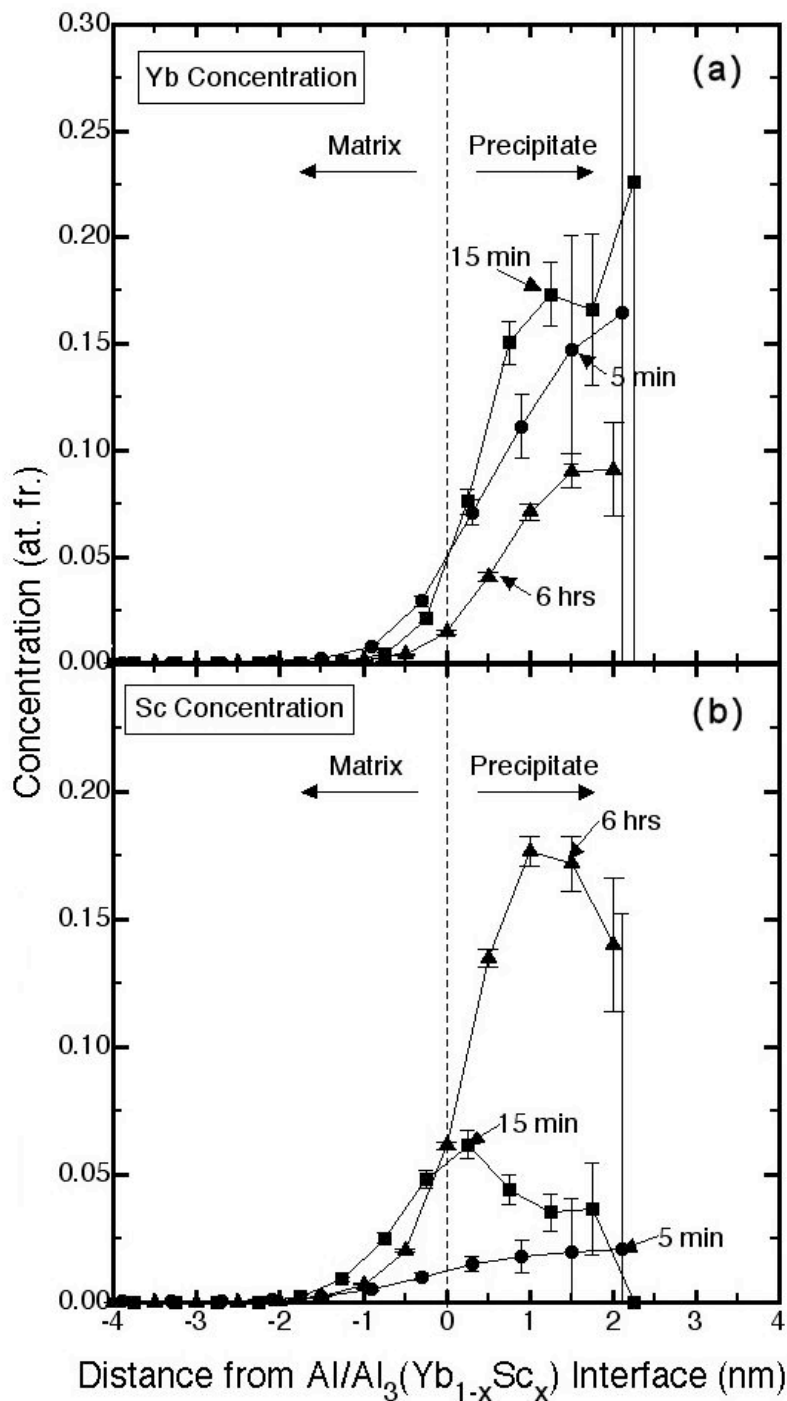 0.30
Yb Concentration
(a)
0.25
Matrix
Precipitate
0.20
15 min
0.15
5 min
0.10
0.05
6 hrs
0.00
Concentration (at. fr.)
Sc Concentration
(b)
Matrix
Precipitate
0.20
6 hrs
0.15
0.10
15 min
0.05
5 min
0.00
-4 -3 -2 -1 0 1 2 3 4
Distance from Al/Al₃(Yb₁₋ₓScₓ) Interface (nm)